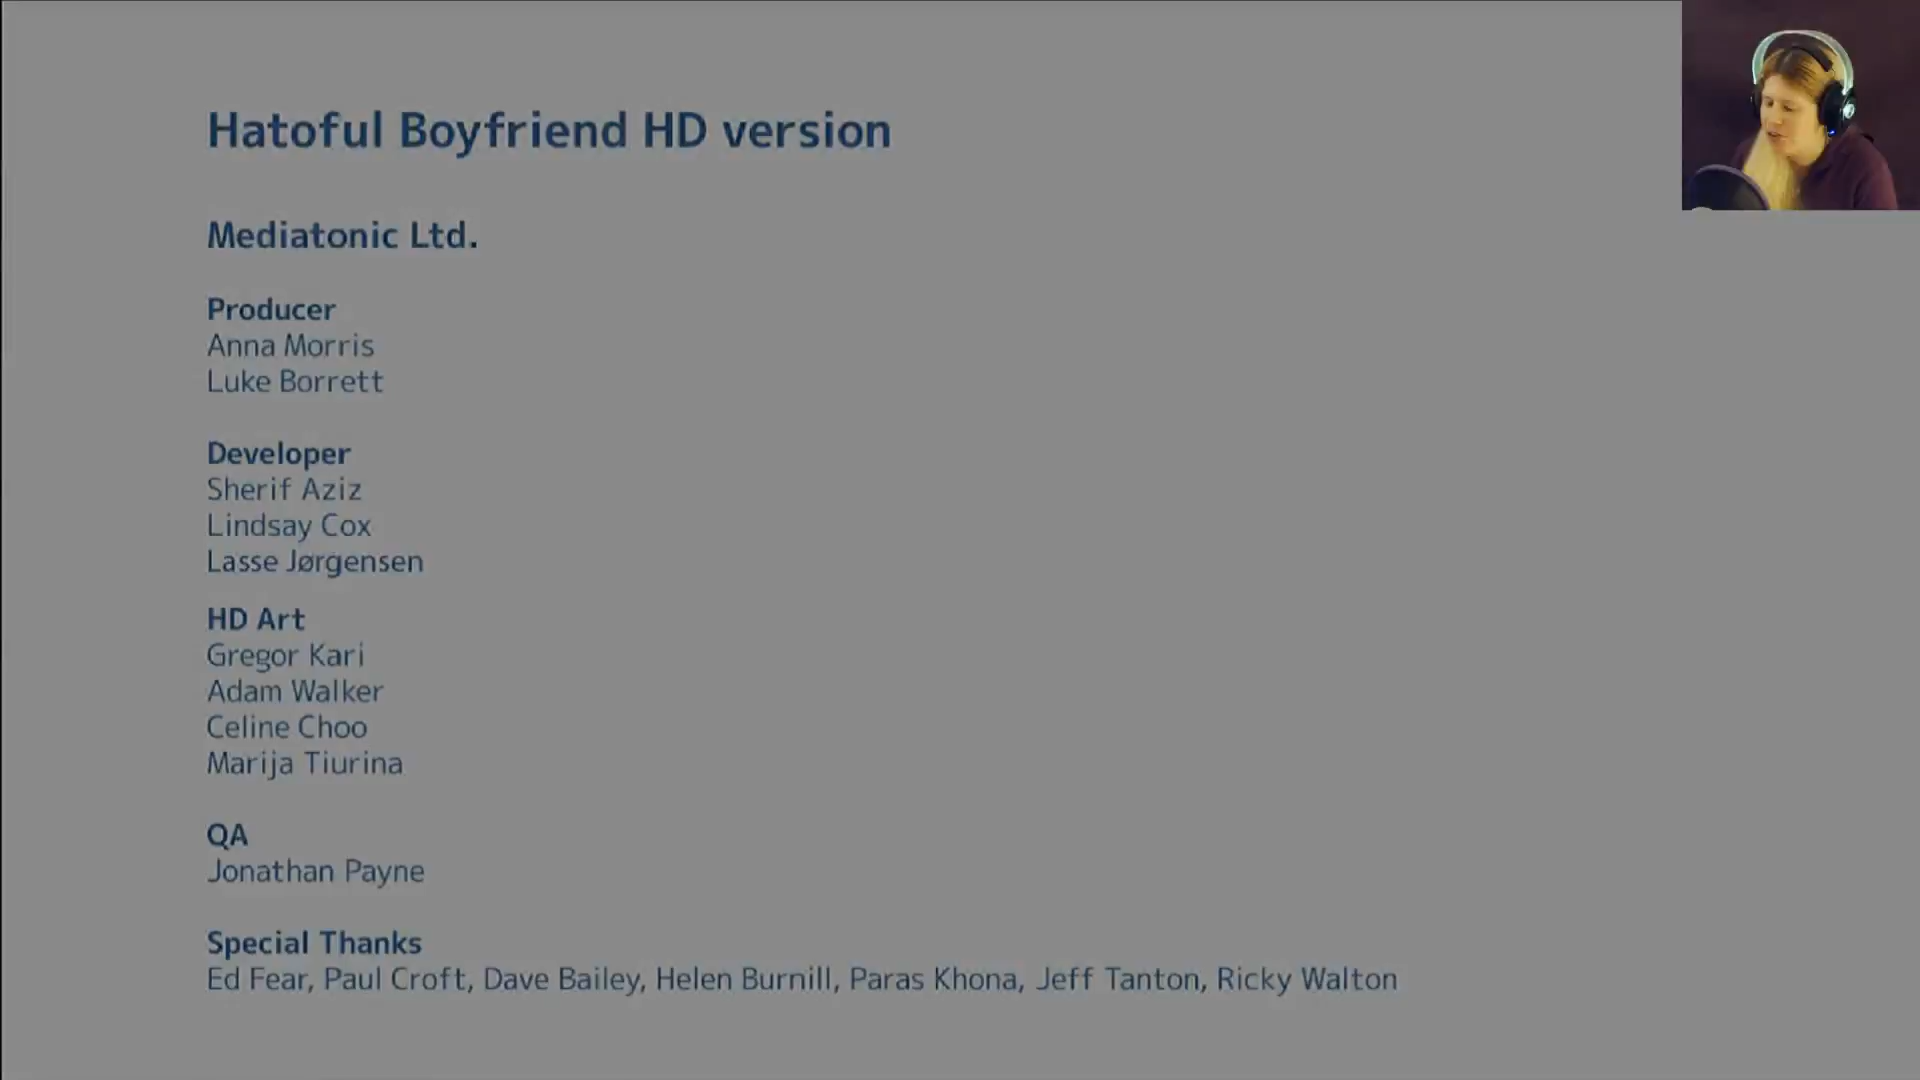 Hatoful Boyfriend HD version
Mediatonic Ltd.
Producer
Anna Morris
Luke Borrett
Developer
Sherif Aziz
Lindsay Cox
Lasse Jørgensen
HD Art
Gregor Kari
Adam Walker
Celine Choo
Marija Tiurina
QA
Jonathan Payne
Special Thanks
Ed Fear, Paul Croft, Dave Bailey, Helen Burnill, Paras Khona, Jeff Tanton, Ricky Walton